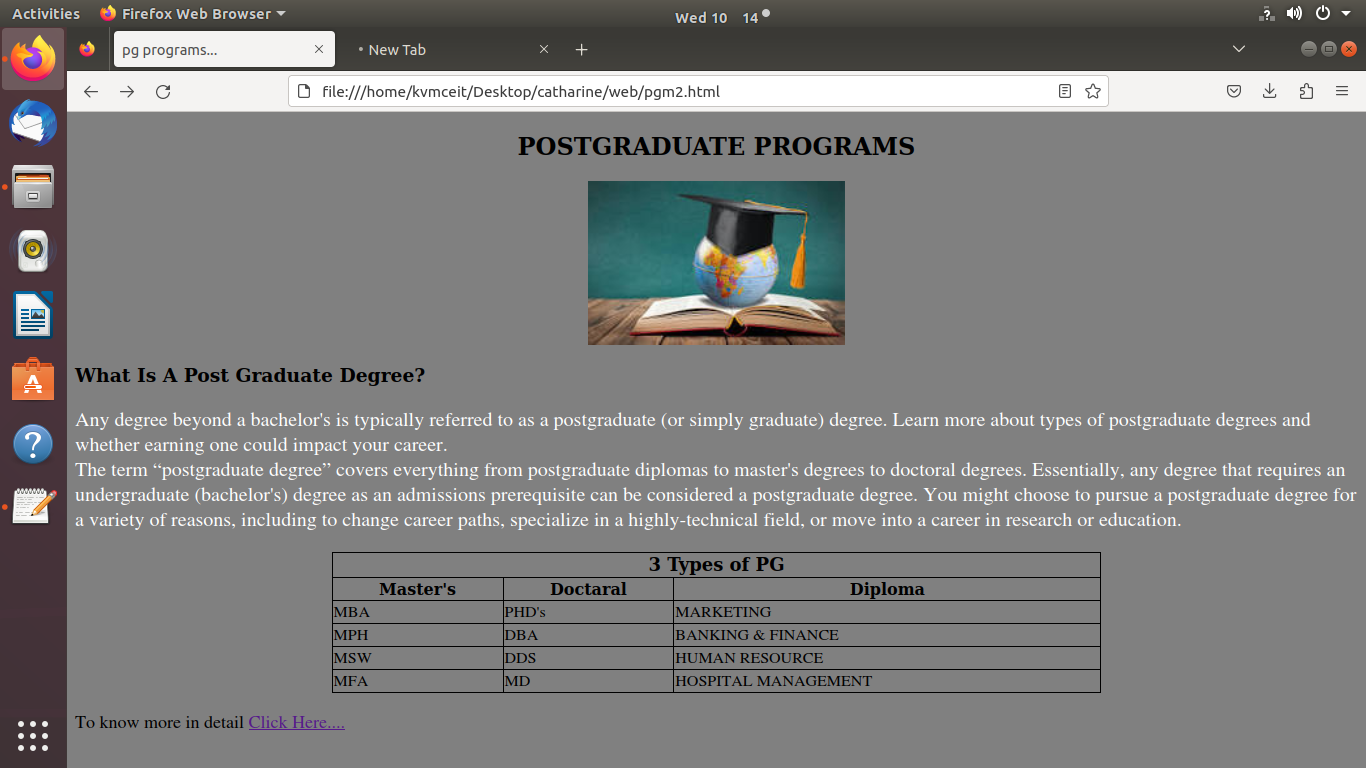 Activities Firefox Web Browser Wed 10 14
pg programs... New Tab
file:///home/kvmceit/Desktop/catharine/web/pgm2.html
POSTGRADUATE PROGRAMS
What Is A Post Graduate Degree?
Any degree beyond a bachelor's is typically referred to as a postgraduate (or simply graduate) degree. Learn more about types of postgraduate degrees and
whether earning one could impact your career.
The term “postgraduate degree” covers everything from postgraduate diplomas to master's degrees to doctoral degrees. Essentially, any degree that requires an
undergraduate (bachelor's) degree as an admissions prerequisite can be considered a postgraduate degree. You might choose to pursue a postgraduate degree for
a variety of reasons, including to change career paths, specialize in a highly-technical field, or move into a career in research or education.
3 Types of PG
Master's Doctaral Diploma
MBA PHD's MARKETING
MPH DBA BANKING & FINANCE
MSW DDS HUMAN RESOURCE
MFA MD HOSPITAL MANAGEMENT
To know more in detail Click Here....